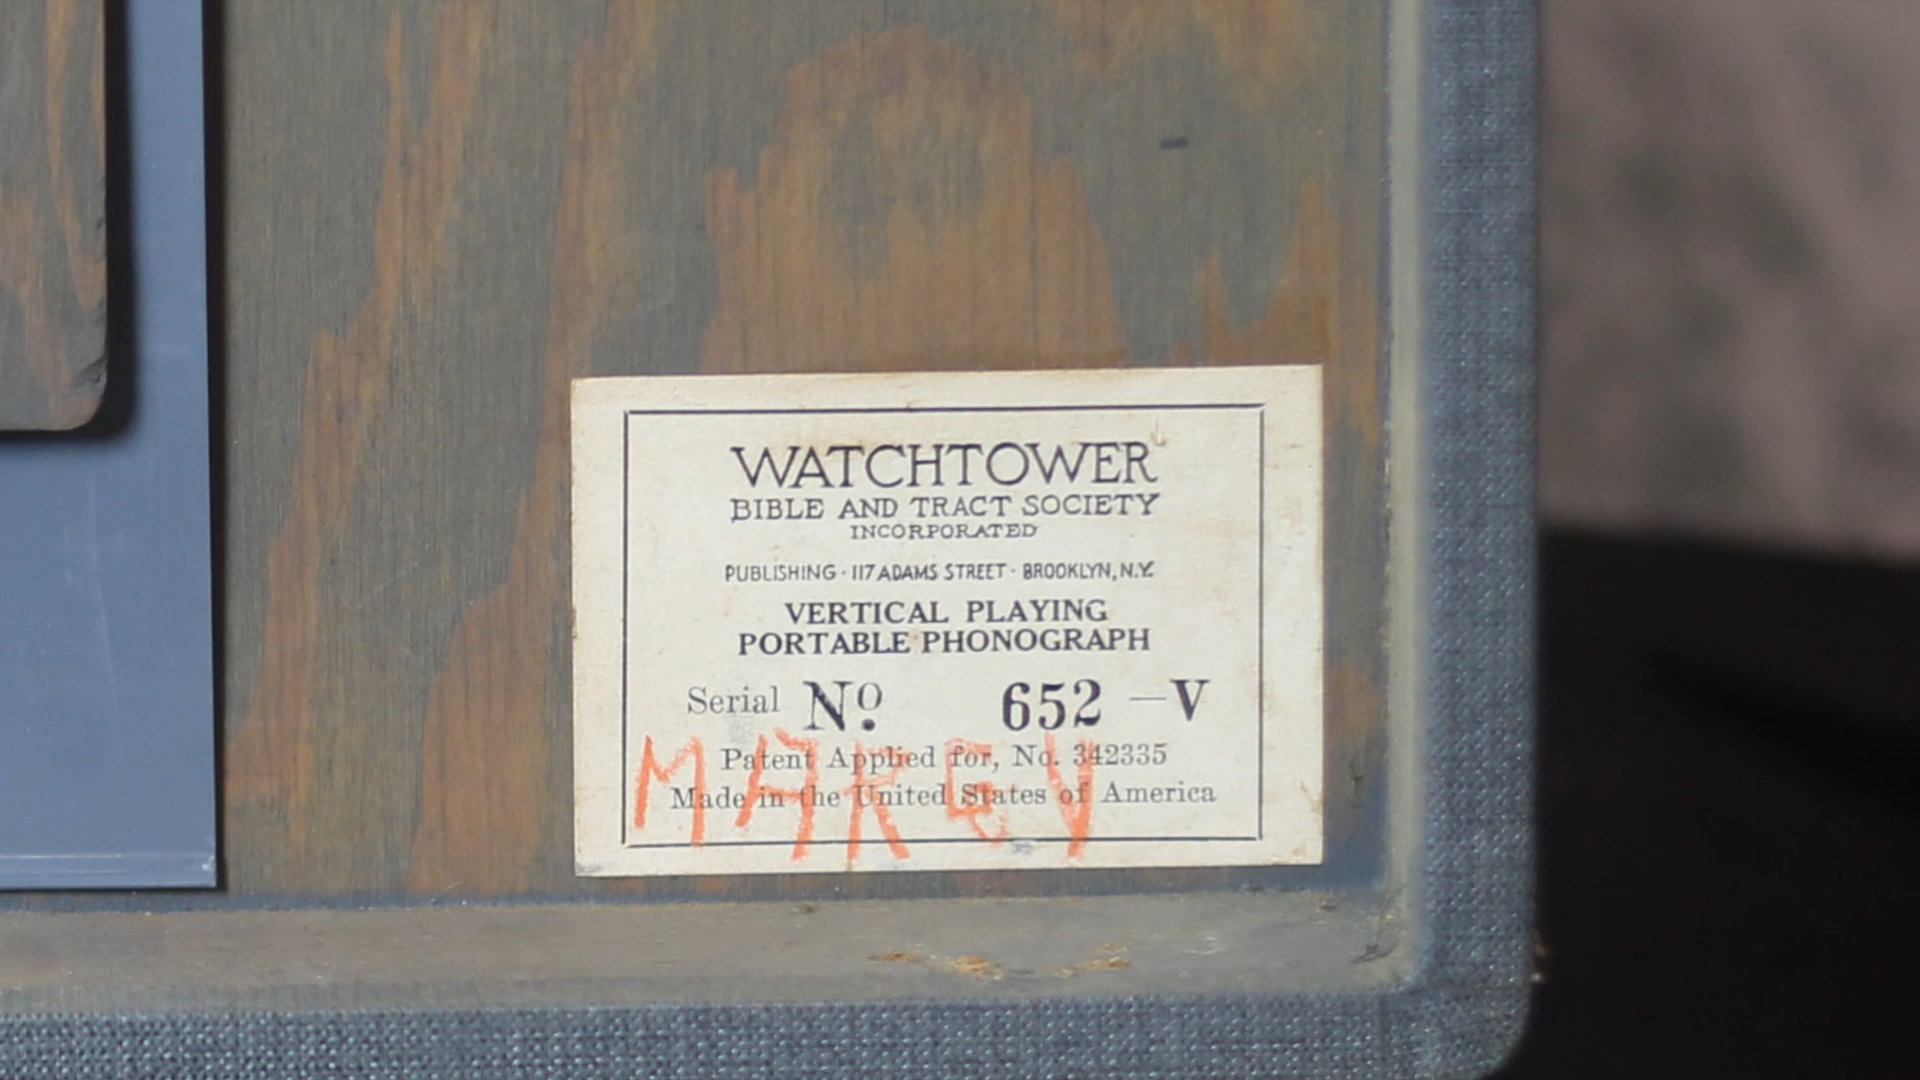 WATCHTOWER
BIBLE AND TRACT SOCIETY
INCORPORATED
PUBLISHING · 117 ADAMS STREET · BROOKLYN, N.Y.
VERTICAL PLAYING
PORTABLE PHONOGRAPH
Serial No. 652 -V
Patent Applied for, No. 342335
Made in the United States of America